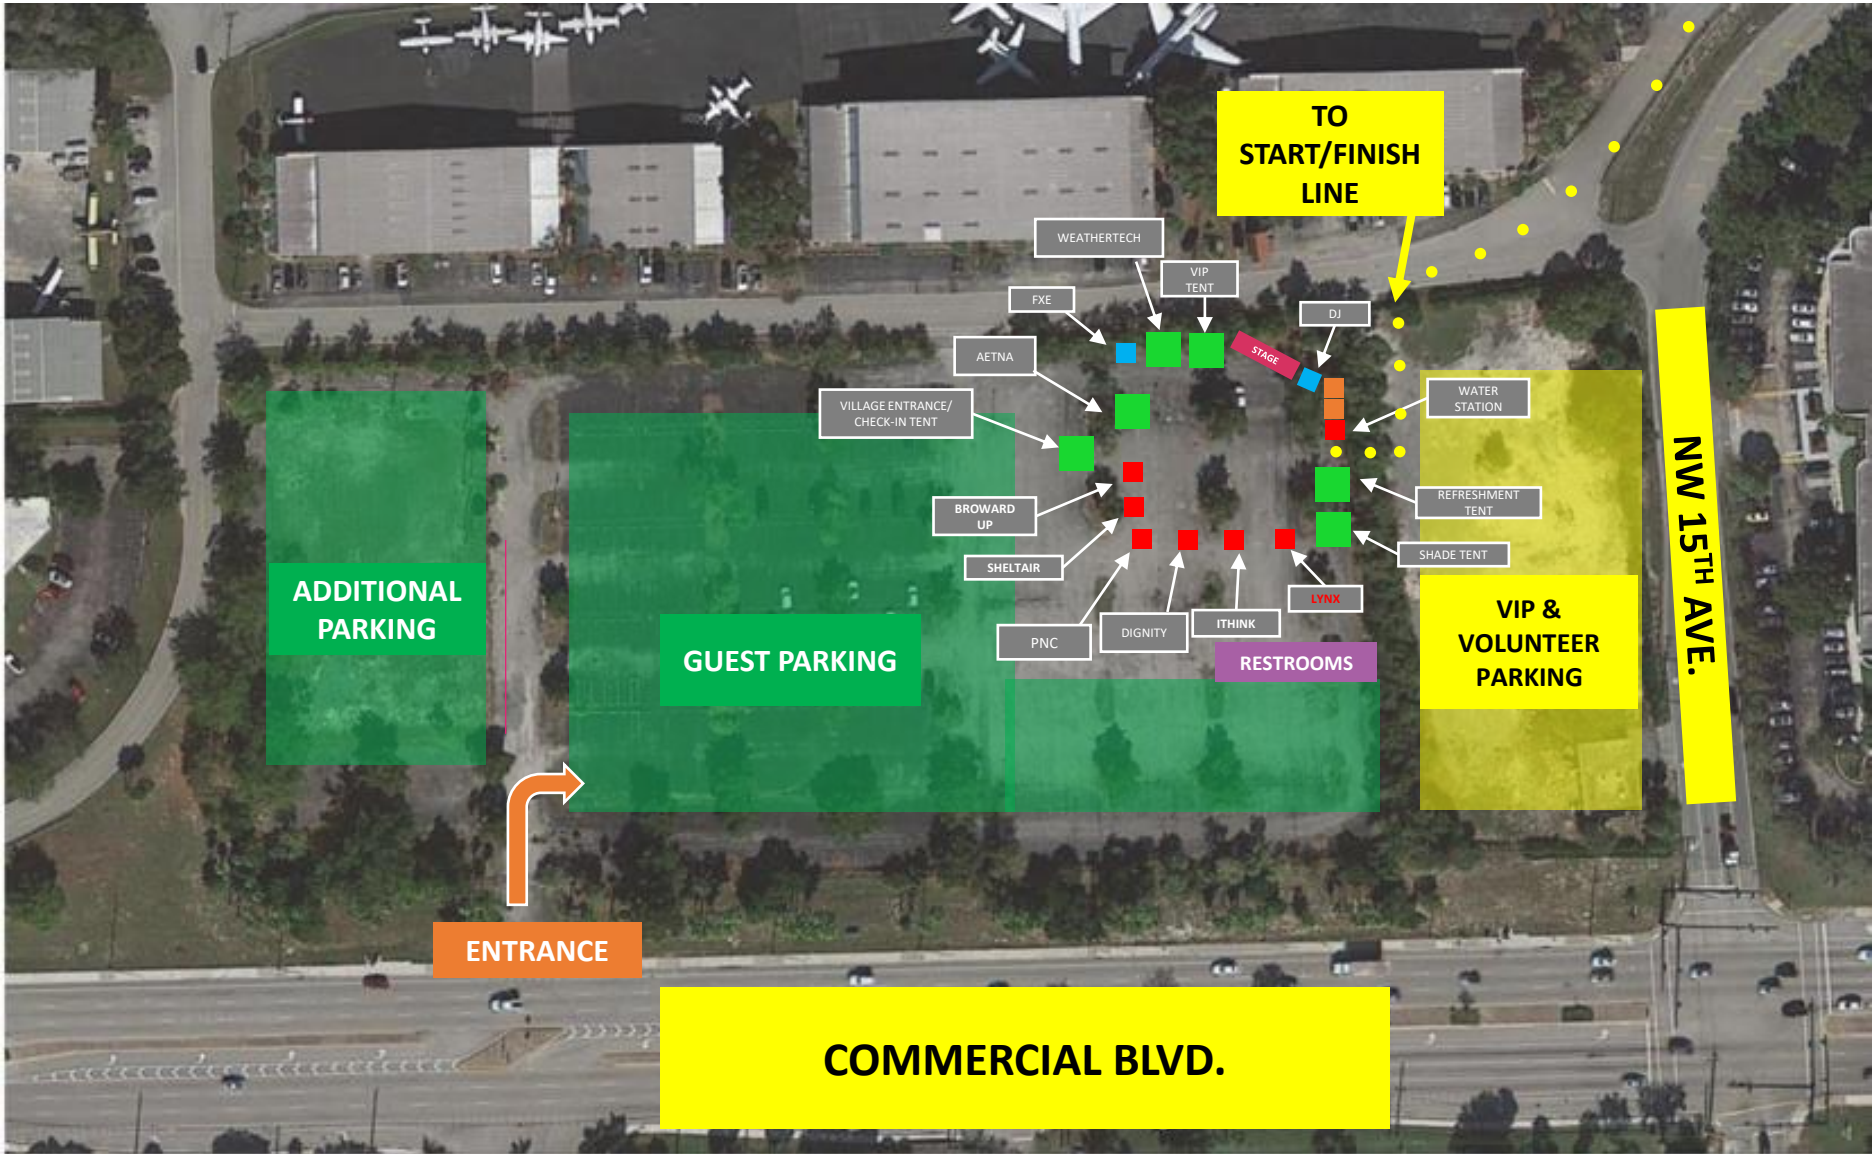 TO
START/FINISH
LINE
WEATHERTECH
VIP
TENT
FXE
DJ
STAGE
AETNA
WATER
STATION
VILLAGE ENTRANCE/
CHECK-IN TENT
BROWARD
UP
REFRESHMENT
TENT
SHELTAIR
SHADE TENT
LYNX
PNC
DIGNITY
ITHINK
RESTROOMS
ADDITIONAL
PARKING
GUEST PARKING
VIP &
VOLUNTEER
PARKING
NW 15TH AVE.
ENTRANCE
COMMERCIAL BLVD.